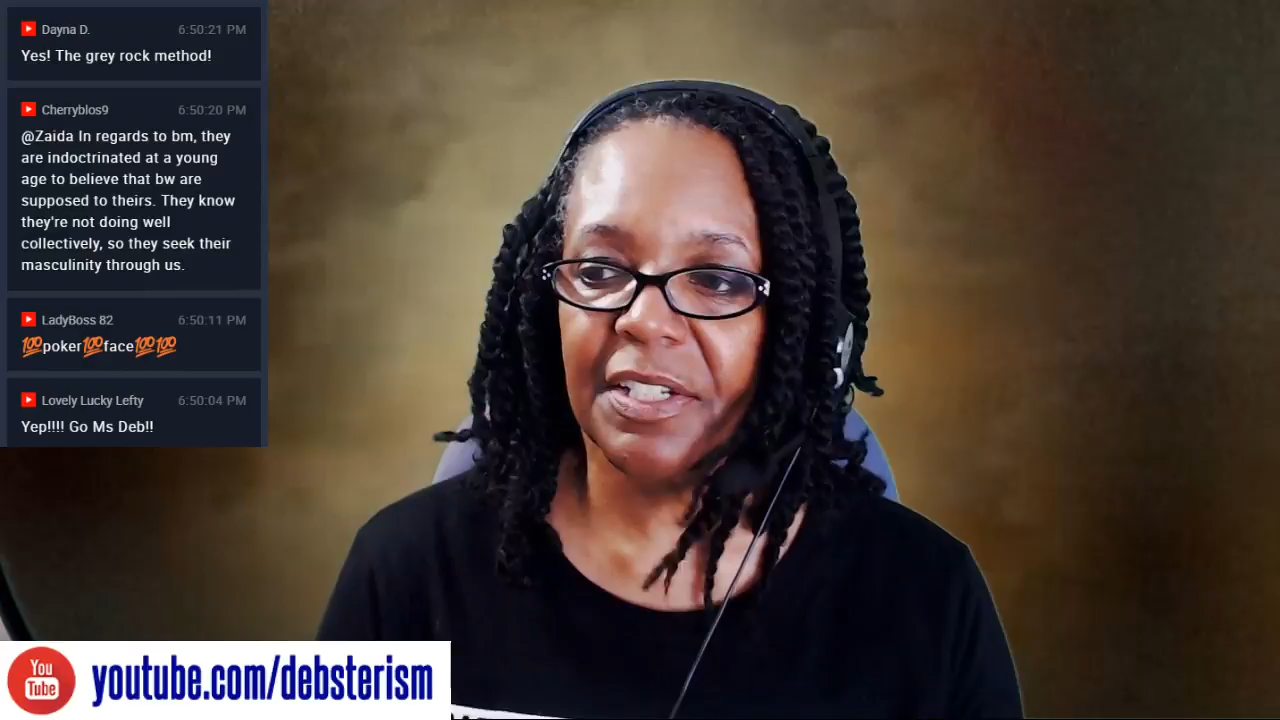 Dayna D. 6:50:21 PM
Yes! The grey rock method!
Cherryblos9 6:50:20 PM
@Zaida In regards to bm, they
are indoctrinated at a young
age to believe that bw are
supposed to theirs. They know
they're not doing well
collectively, so they seek their
masculinity through us.
LadyBoss 82 6:50:11 PM
💯poker💯face💯💯
Lovely Lucky Lefty 6:50:04 PM
Yep!!!! Go Ms Deb!!
You
Tube
youtube.com/debsterism